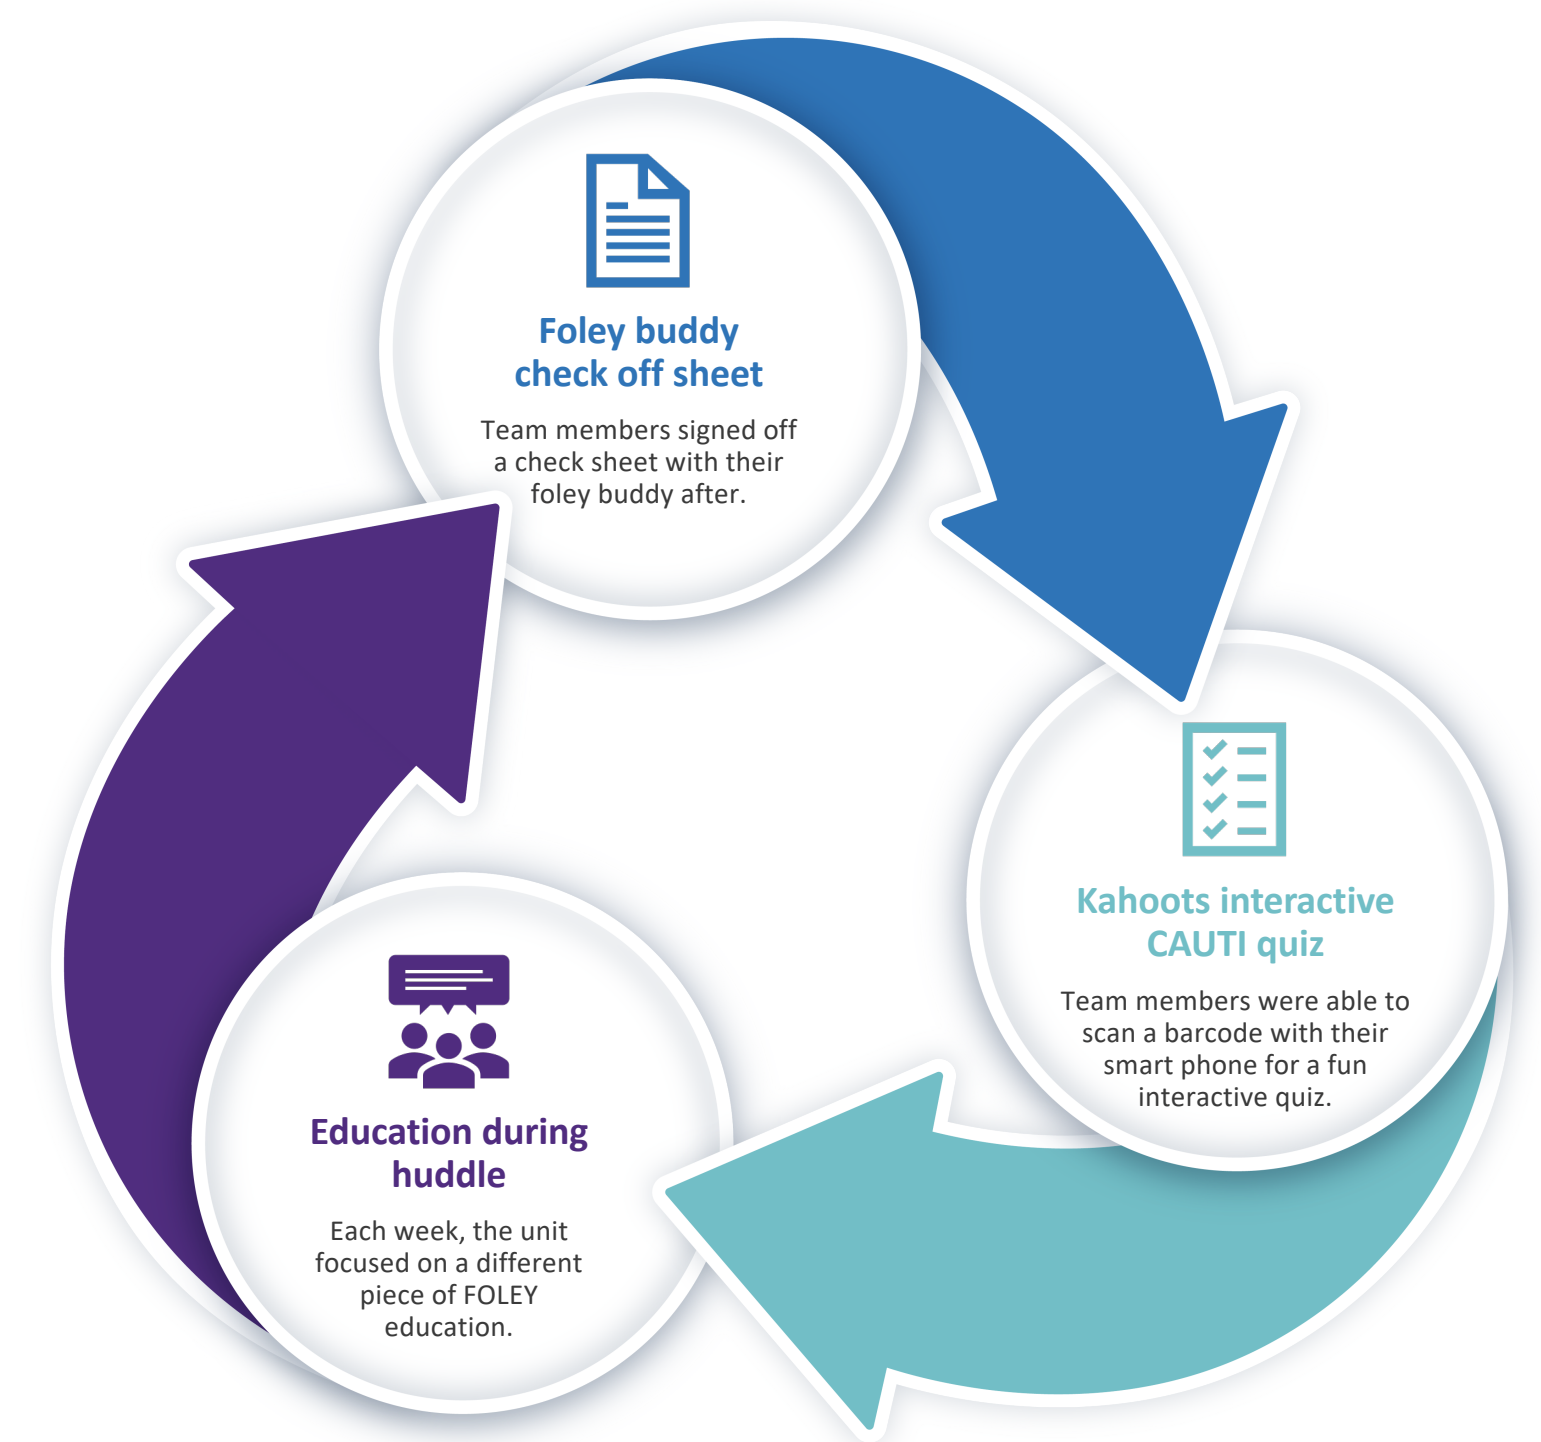 Foley buddy
check off sheet
Team members signed off
a check sheet with their
foley buddy after.
Kahoots interactive
CAUTI quiz
Team members were able to
scan a barcode with their
smart phone for a fun
interactive quiz.
Education during
huddle
Each week, the unit
focused on a different
piece of FOLEY
education.